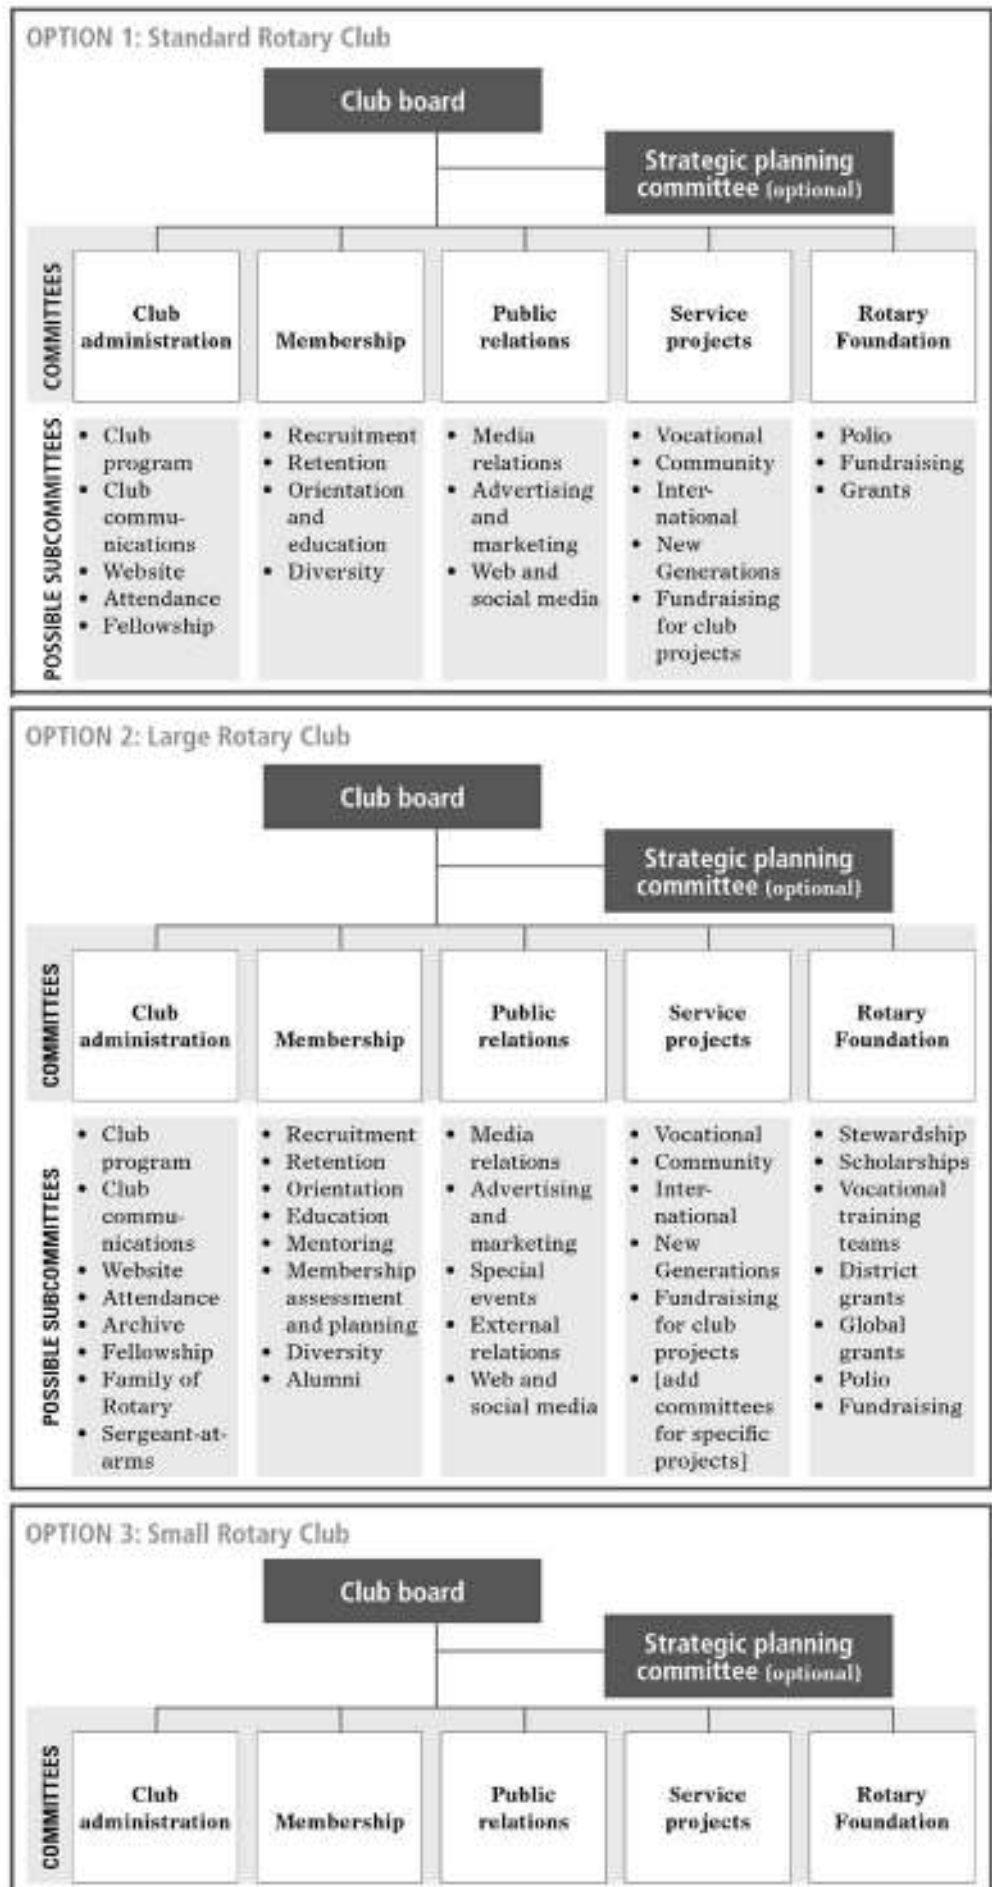 OPTION 1: Standard Rotary Club
Club board
Strategic planning
committee (optional)
COMMITTEES
Club
administration
Membership
Public
relations
Service
projects
Rotary
Foundation
POSSIBLE SUBCOMMITTEES
• Club
program
• Club
commu-
nications
• Website
• Attendance
• Fellowship
• Recruitment
• Retention
• Orientation
and
education
• Diversity
• Media
relations
• Advertising
and
marketing
• Web and
social media
• Vocational
• Community
• Inter-
national
• New
Generations
• Fundraising
for club
projects
• Polio
• Fundraising
• Grants
OPTION 2: Large Rotary Club
Club board
Strategic planning
committee (optional)
COMMITTEES
Club
administration
Membership
Public
relations
Service
projects
Rotary
Foundation
POSSIBLE SUBCOMMITTEES
• Club
program
• Club
commu-
nications
• Website
• Attendance
• Archive
• Fellowship
• Family of
Rotary
• Sergeant-at-
arms
• Recruitment
• Retention
• Orientation
• Education
• Mentoring
• Membership
assessment
and planning
• Diversity
• Alumni
• Media
relations
• Advertising
and
marketing
• Special
events
• External
relations
• Web and
social media
• Vocational
• Community
• Inter-
national
• New
Generations
• Fundraising
for club
projects
• [add
committees
for specific
projects]
• Stewardship
• Scholarships
• Vocational
training
teams
• District
grants
• Global
grants
• Polio
• Fundraising
OPTION 3: Small Rotary Club
Club board
Strategic planning
committee (optional)
COMMITTEES
Club
administration
Membership
Public
relations
Service
projects
Rotary
Foundation